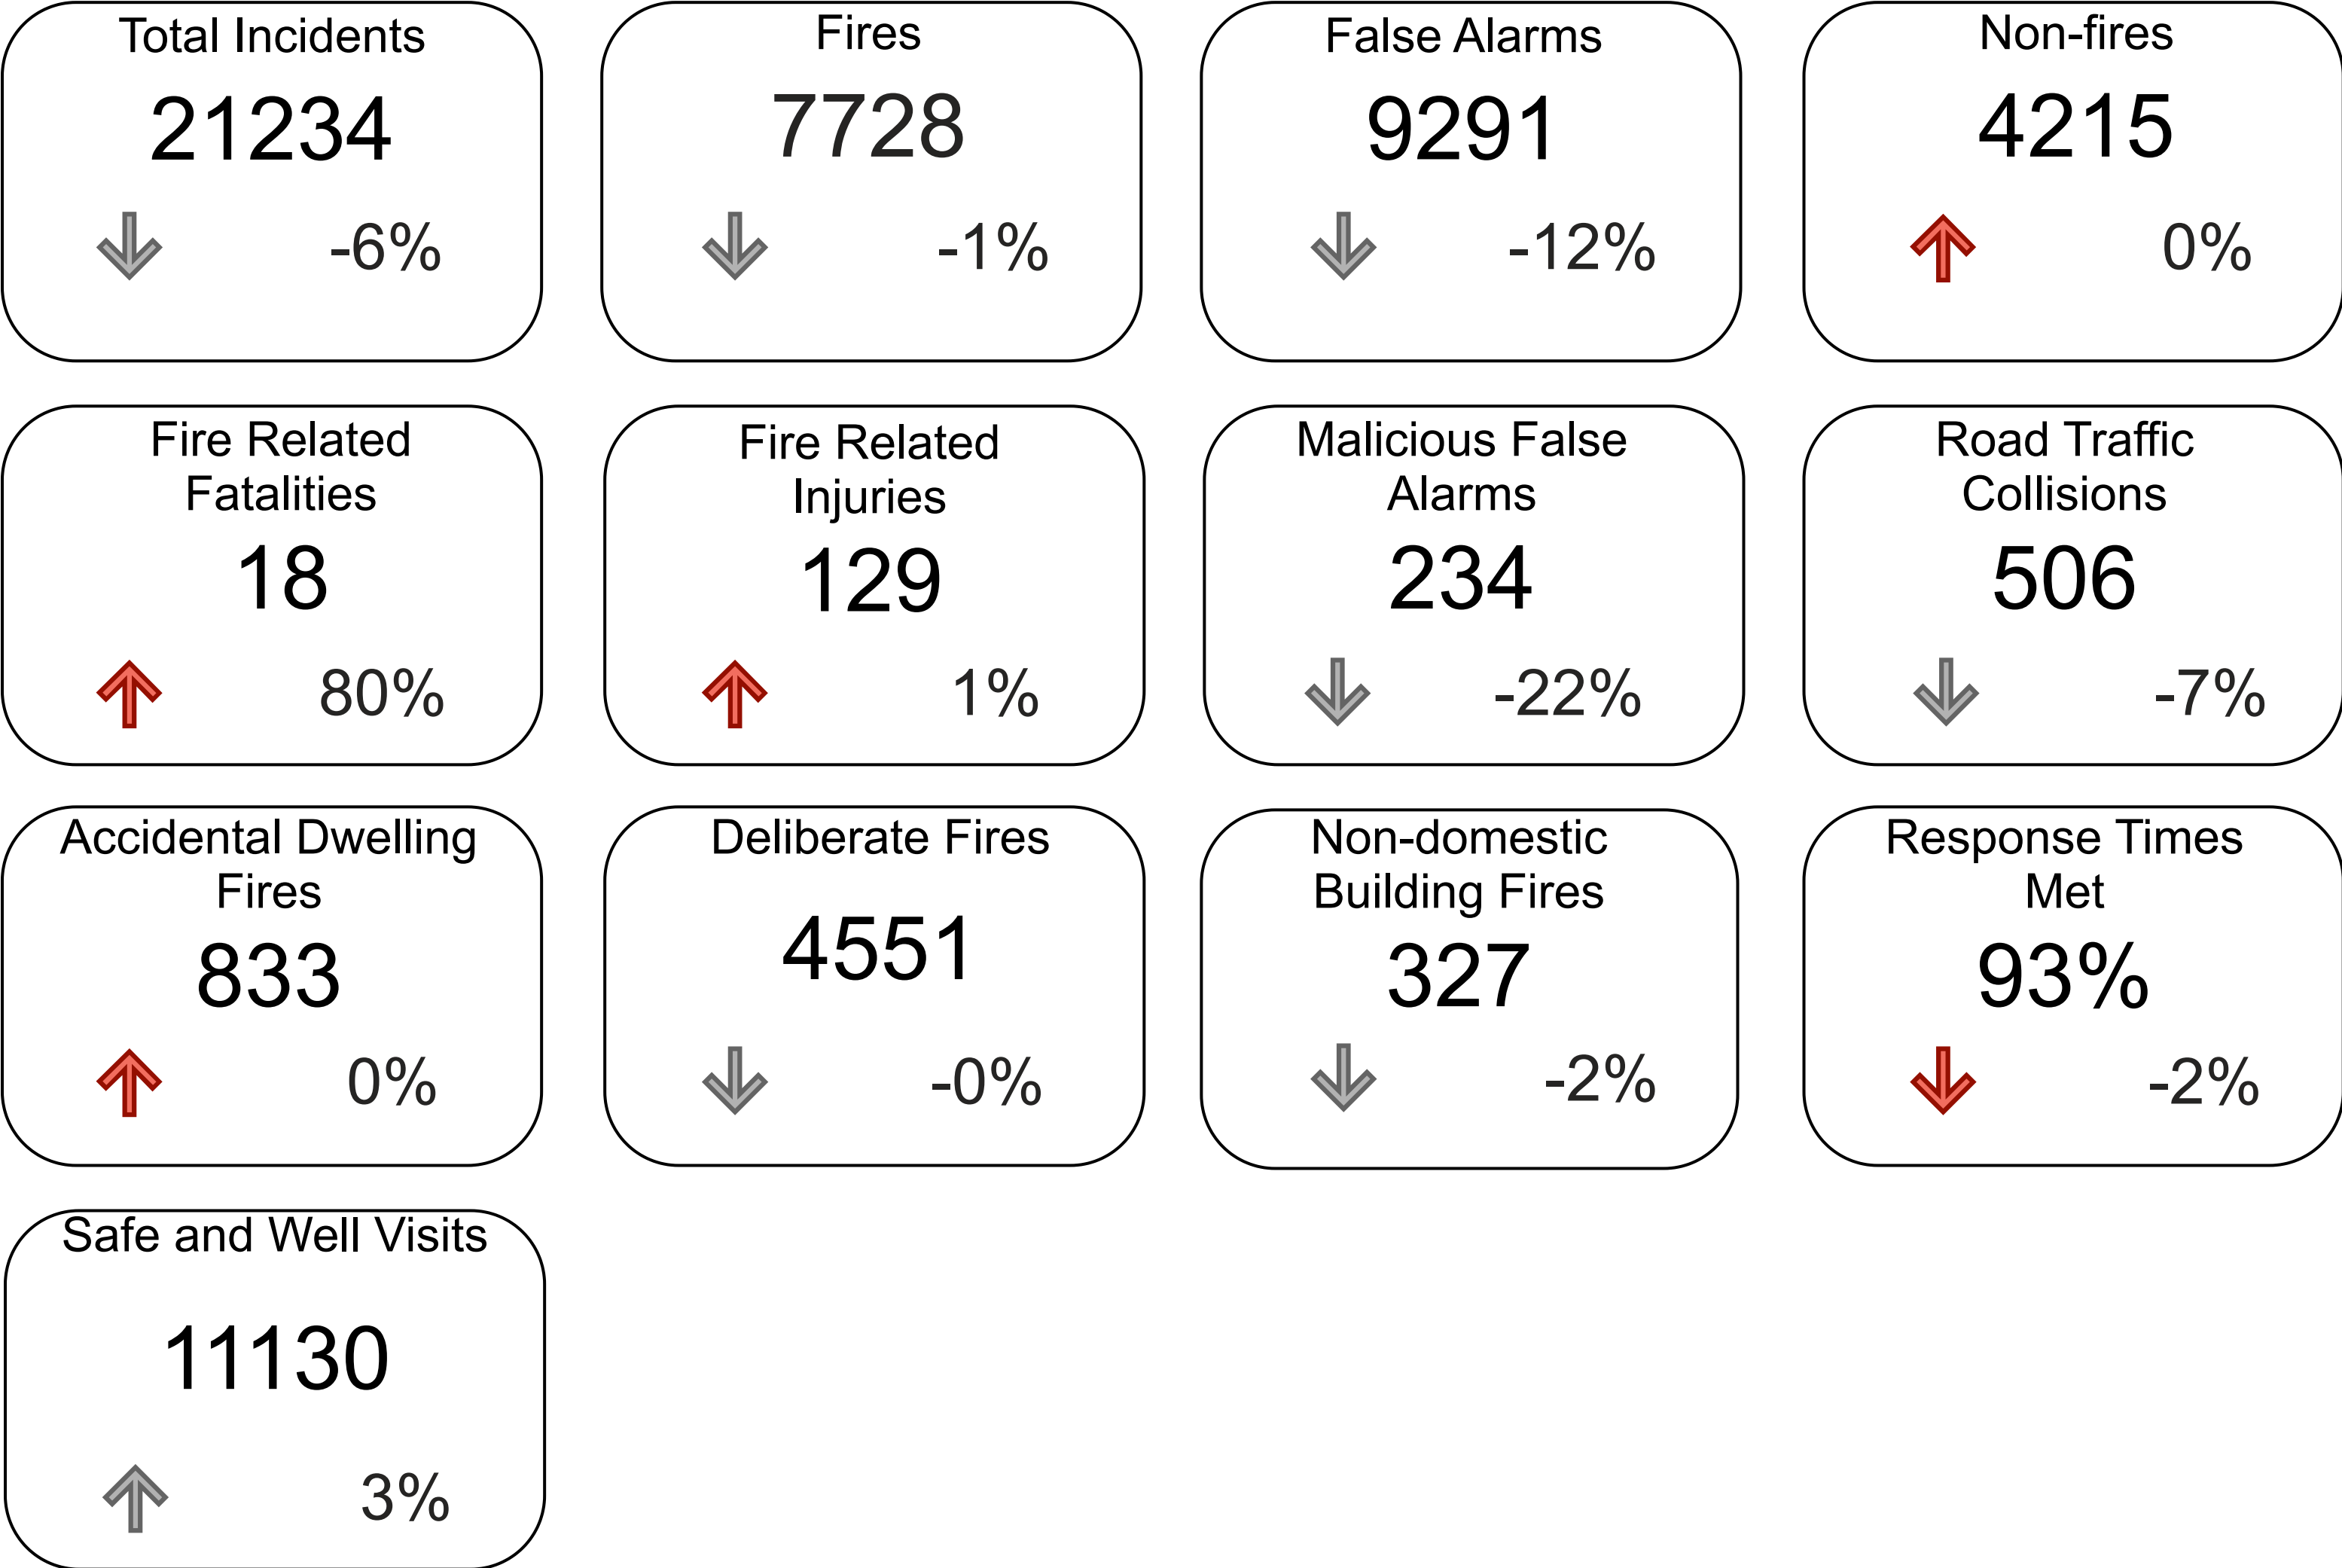 Total Incidents
21234
-6%
Fires
7728
-1%
False Alarms
9291
-12%
Non-fires
4215
0%
Fire Related
Fatalities
18
80%
Fire Related
Injuries
129
1%
Malicious False
Alarms
234
-22%
Road Traffic
Collisions
506
-7%
Accidental Dwelling
Fires
833
0%
Deliberate Fires
4551
-0%
Non-domestic
Building Fires
327
-2%
Response Times
Met
93%
-2%
Safe and Well Visits
11130
3%